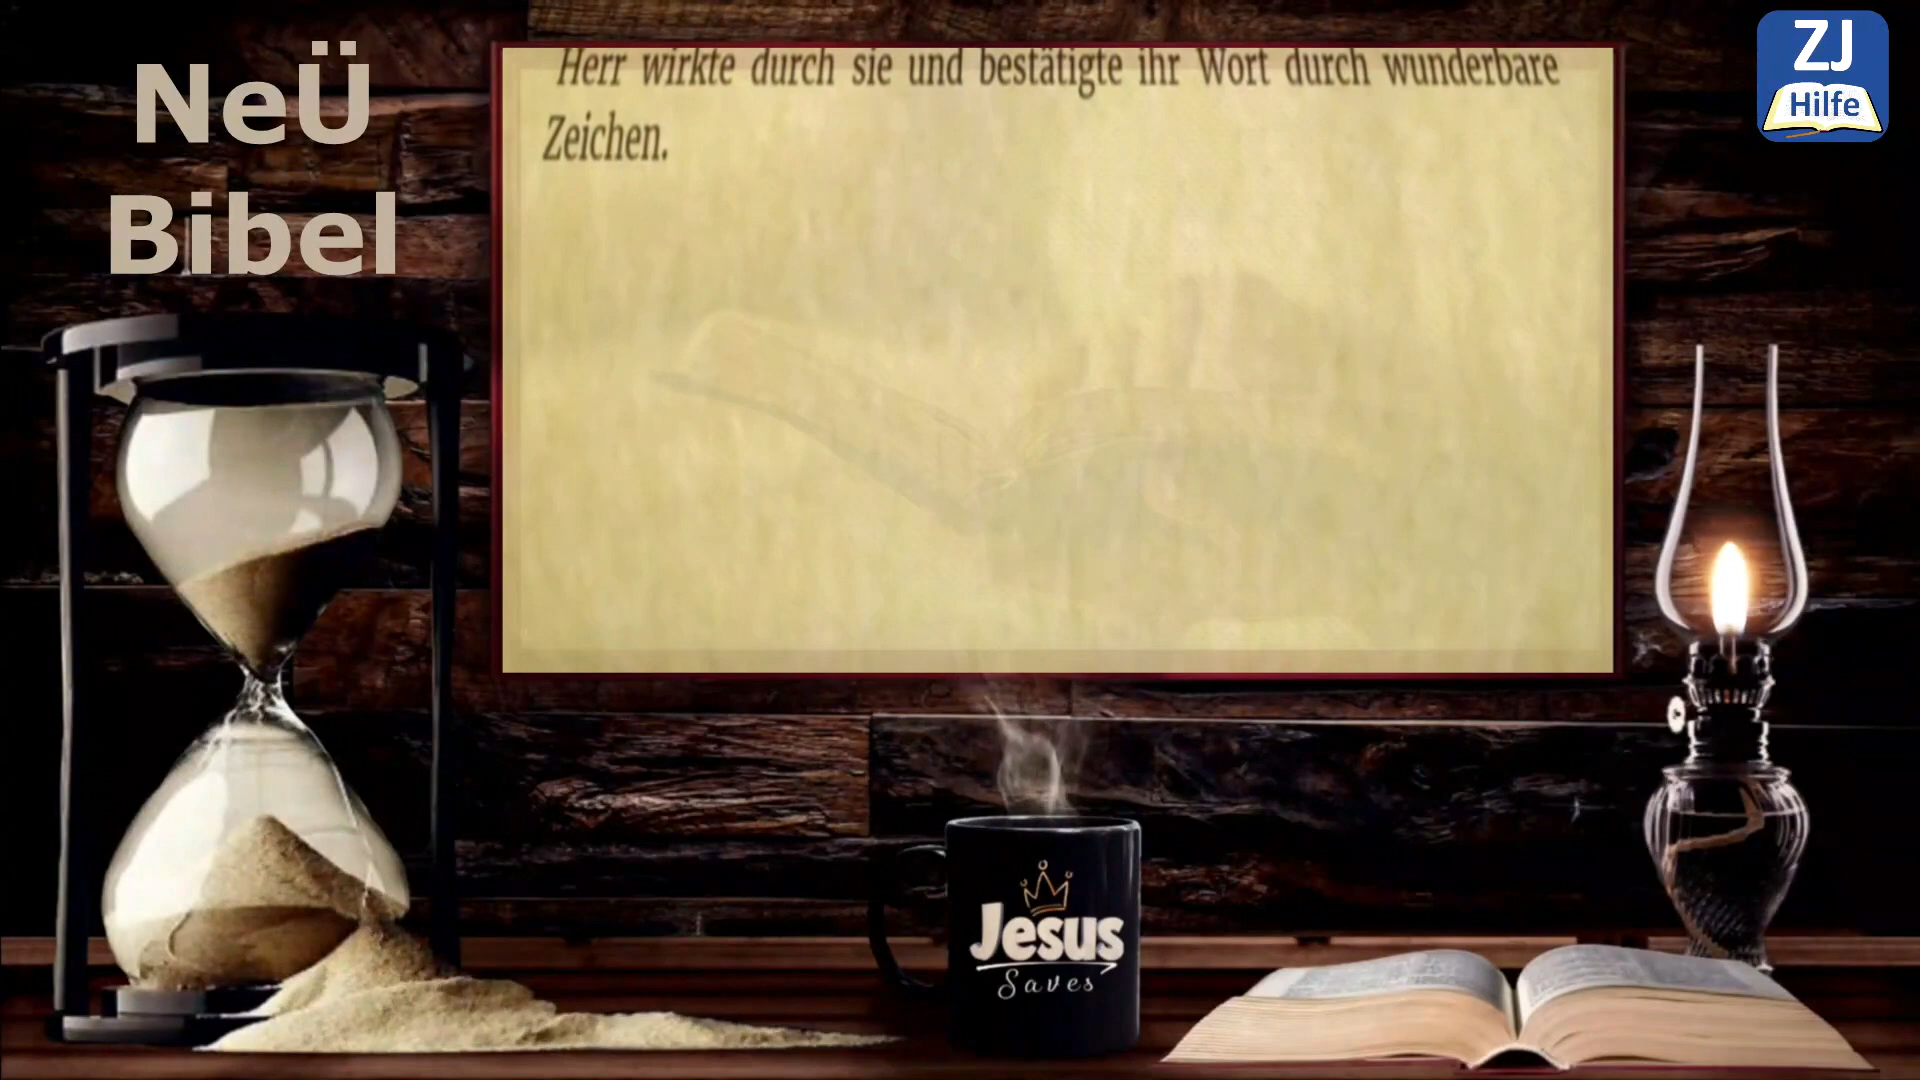 NeÜ
Bibel
Herr wirkte durch sie und bestätigte ihr Wort durch wunderbare
Zeichen.
ZJ
Hilfe
Jesus
Saves